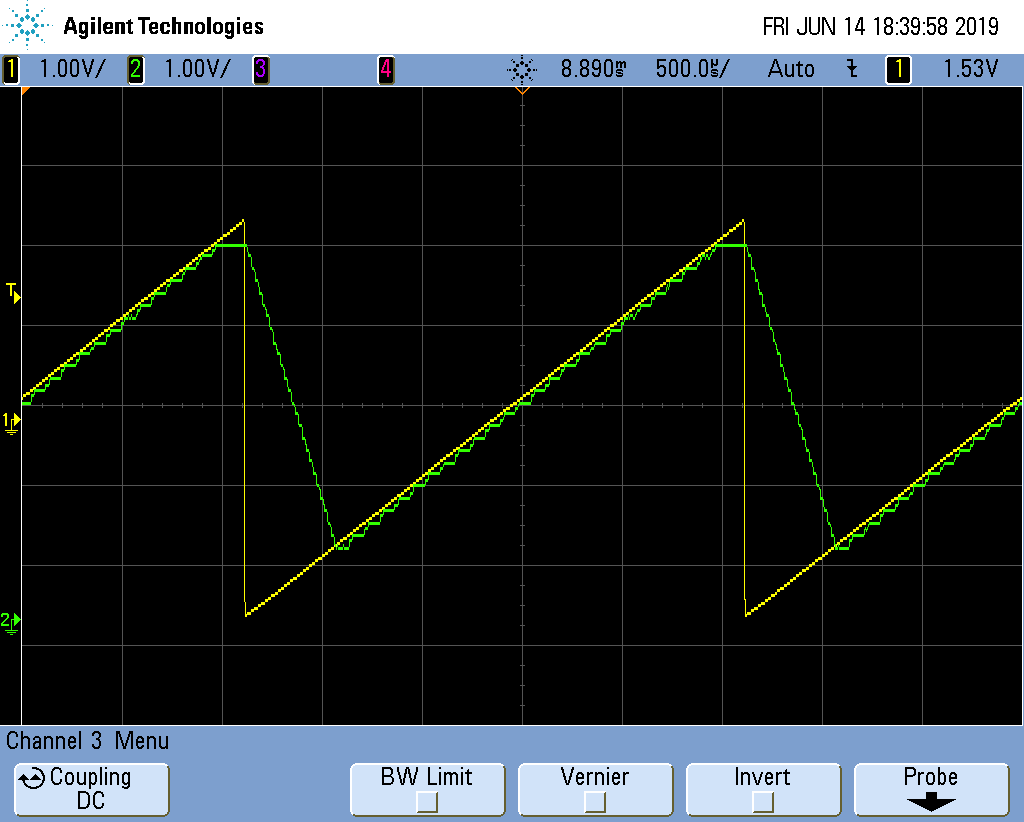 Agilent Technologies
FRI JUN 14 18:39:58 2019
1 1.00V/ 2 1.00V/ 3 4 8.890ms 500.0µs/ Auto 1 1.53V
T
1
2
Channel 3 Menu
Coupling
DC
BW Limit
Vernier
Invert
Probe